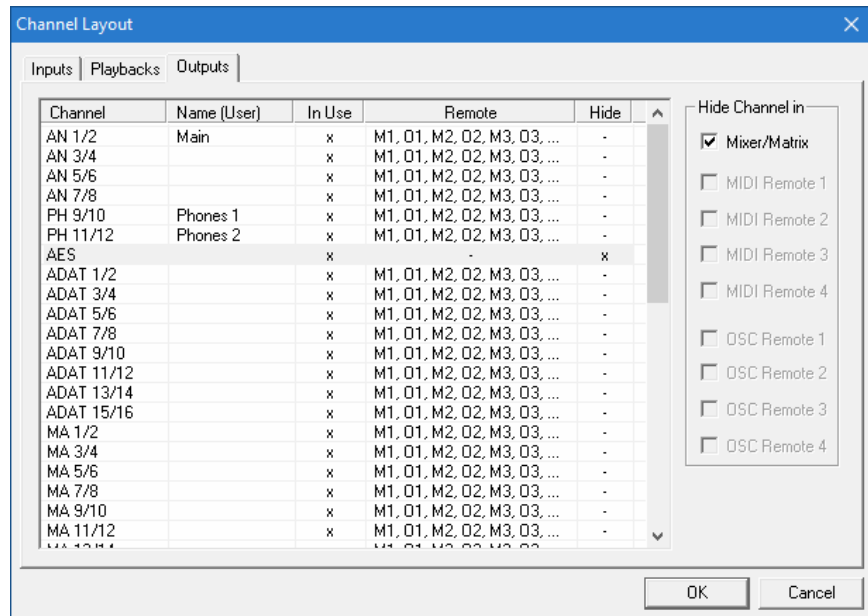 Channel Layout
Inputs Playbacks Outputs
Channel Name (User) In Use Remote Hide
AN 1/2 Main x M1, O1, M2, O2, M3, O3, ... -
AN 3/4 x M1, O1, M2, O2, M3, O3, ... -
AN 5/6 x M1, O1, M2, O2, M3, O3, ... -
AN 7/8 x M1, O1, M2, O2, M3, O3, ... -
PH 9/10 Phones 1 x M1, O1, M2, O2, M3, O3, ... -
PH 11/12 Phones 2 x M1, O1, M2, O2, M3, O3, ... -
AES x - x
ADAT 1/2 x M1, O1, M2, O2, M3, O3, ... -
ADAT 3/4 x M1, O1, M2, O2, M3, O3, ... -
ADAT 5/6 x M1, O1, M2, O2, M3, O3, ... -
ADAT 7/8 x M1, O1, M2, O2, M3, O3, ... -
ADAT 9/10 x M1, O1, M2, O2, M3, O3, ... -
ADAT 11/12 x M1, O1, M2, O2, M3, O3, ... -
ADAT 13/14 x M1, O1, M2, O2, M3, O3, ... -
ADAT 15/16 x M1, O1, M2, O2, M3, O3, ... -
MA 1/2 x M1, O1, M2, O2, M3, O3, ... -
MA 3/4 x M1, O1, M2, O2, M3, O3, ... -
MA 5/6 x M1, O1, M2, O2, M3, O3, ... -
MA 7/8 x M1, O1, M2, O2, M3, O3, ... -
MA 9/10 x M1, O1, M2, O2, M3, O3, ... -
MA 11/12 x M1, O1, M2, O2, M3, O3, ... -
Hide Channel in
Mixer/Matrix
MIDI Remote 1
MIDI Remote 2
MIDI Remote 3
MIDI Remote 4
OSC Remote 1
OSC Remote 2
OSC Remote 3
OSC Remote 4
OK Cancel